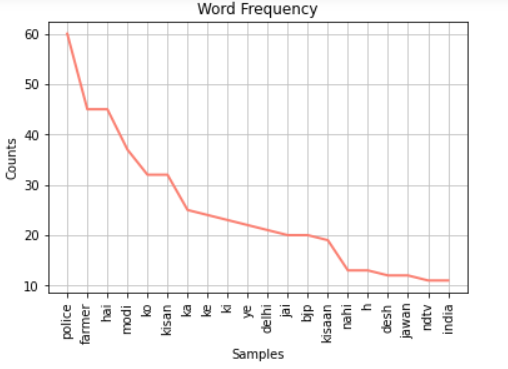 Word Frequency
60
50
40
30
20
10
Counts
police
farmer
hai
modi
ko
kisan
ka
ke
ki
ye
delhi
jai
bjp
kisaan
nahi
h
desh
jawan
ndtv
india
Samples